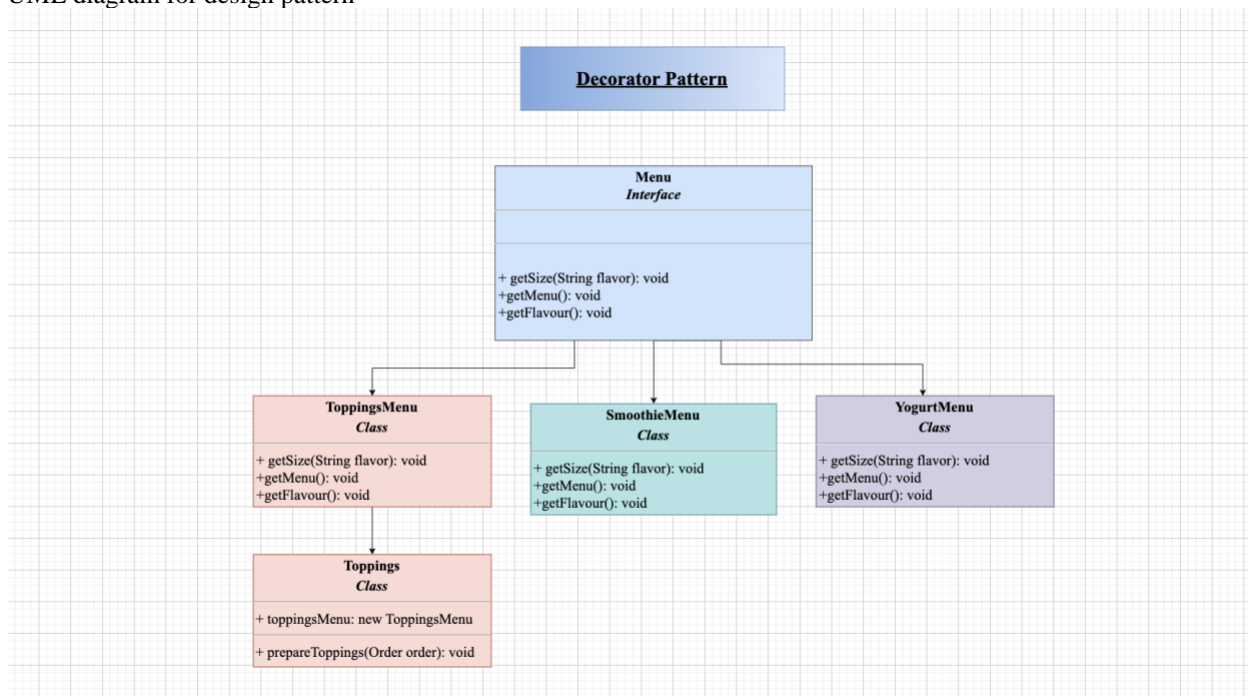 UML diagram for design pattern
Decorator Pattern
Menu
Interface
+ getSize(String flavor): void
+getMenu(): void
+getFlavour(): void
ToppingsMenu
Class
+ getSize(String flavor): void
+getMenu(): void
+getFlavour(): void
SmoothieMenu
Class
+ getSize(String flavor): void
+getMenu(): void
+getFlavour(): void
YogurtMenu
Class
+ getSize(String flavor): void
+getMenu(): void
+getFlavour(): void
Toppings
Class
+ toppingsMenu: new ToppingsMenu
+ prepareToppings(Order order): void